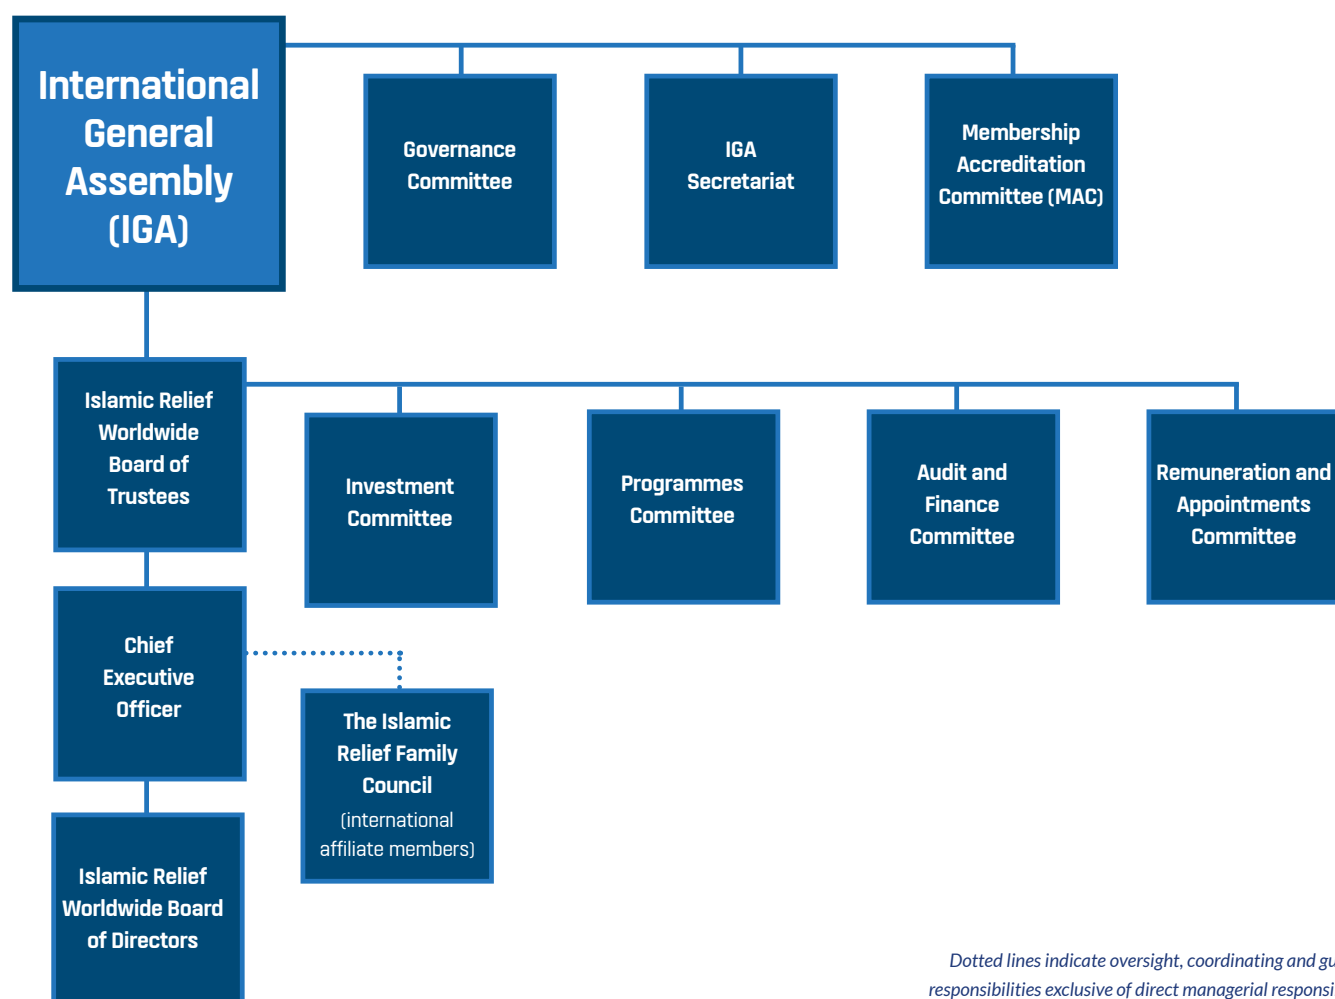 International
General
Assembly
(IGA)
Governance
Committee
IGA
Secretariat
Membership
Accreditation
Committee (MAC)
Islamic Relief
Worldwide
Board of
Trustees
Investment
Committee
Programmes
Committee
Audit and
Finance
Committee
Remuneration and
Appointments
Committee
Chief
Executive
Officer
The Islamic
Relief Family
Council
(international
affiliate members)
Islamic Relief
Worldwide Board
of Directors
Dotted lines indicate oversight, coordinating and
responsibilities exclusive of direct managerial